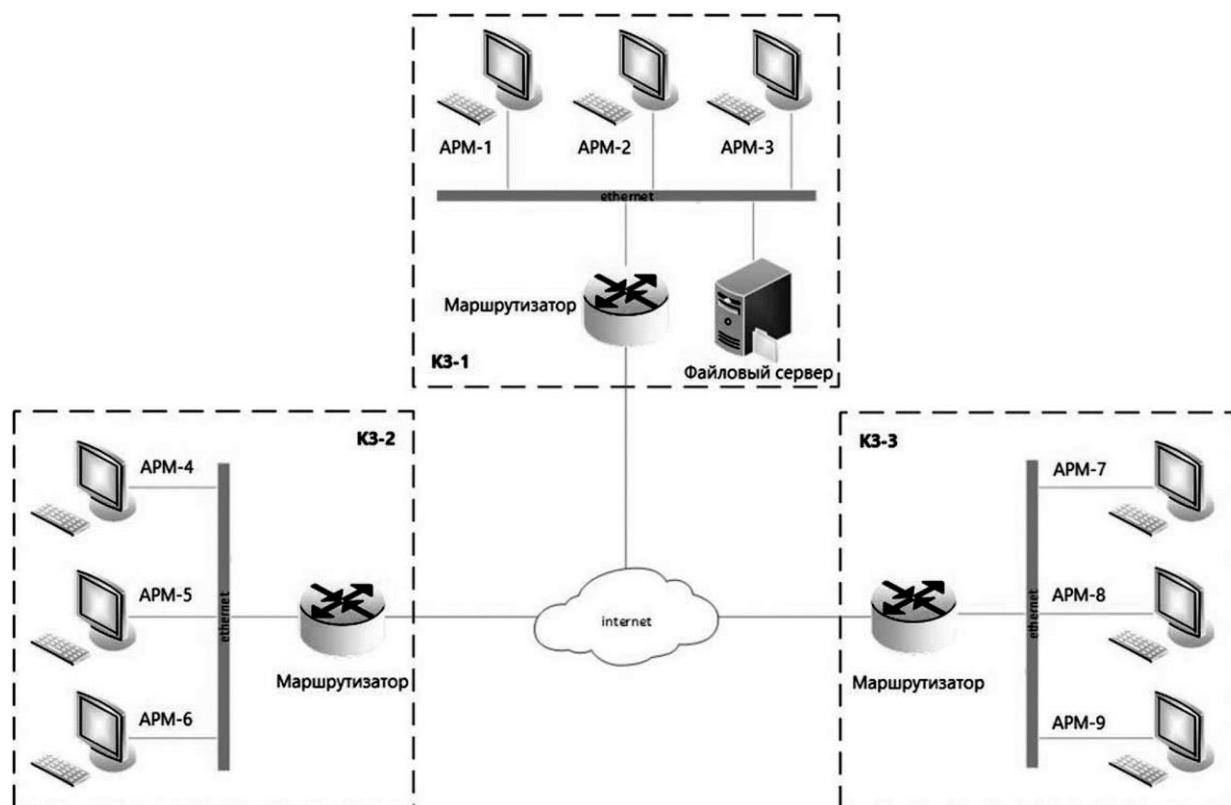 АРМ-1
АРМ-2
АРМ-3
ethernet
Маршрутизатор
КЗ-1
Файловый сервер
КЗ-2
АРМ-4
АРМ-5
ethernet
АРМ-6
Маршрутизатор
internet
КЗ-3
АРМ-7
АРМ-8
ethernet
Маршрутизатор
АРМ-9